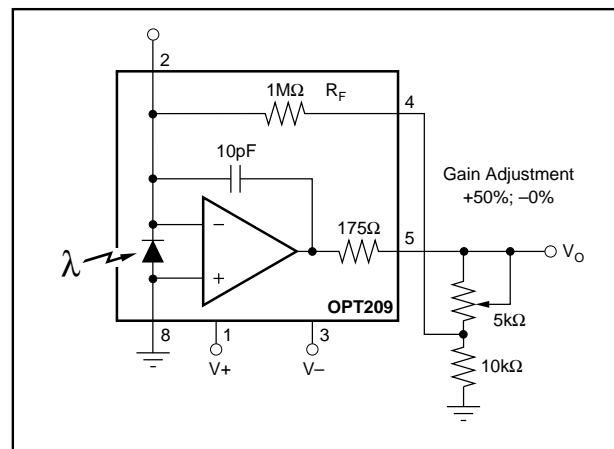 2
1MΩ R_F
4
10pF
Gain Adjustment
+50%; –0%
175Ω
5
V_O
–
λ
+
5kΩ
OPT209
8
1
3
10kΩ
V+
V–